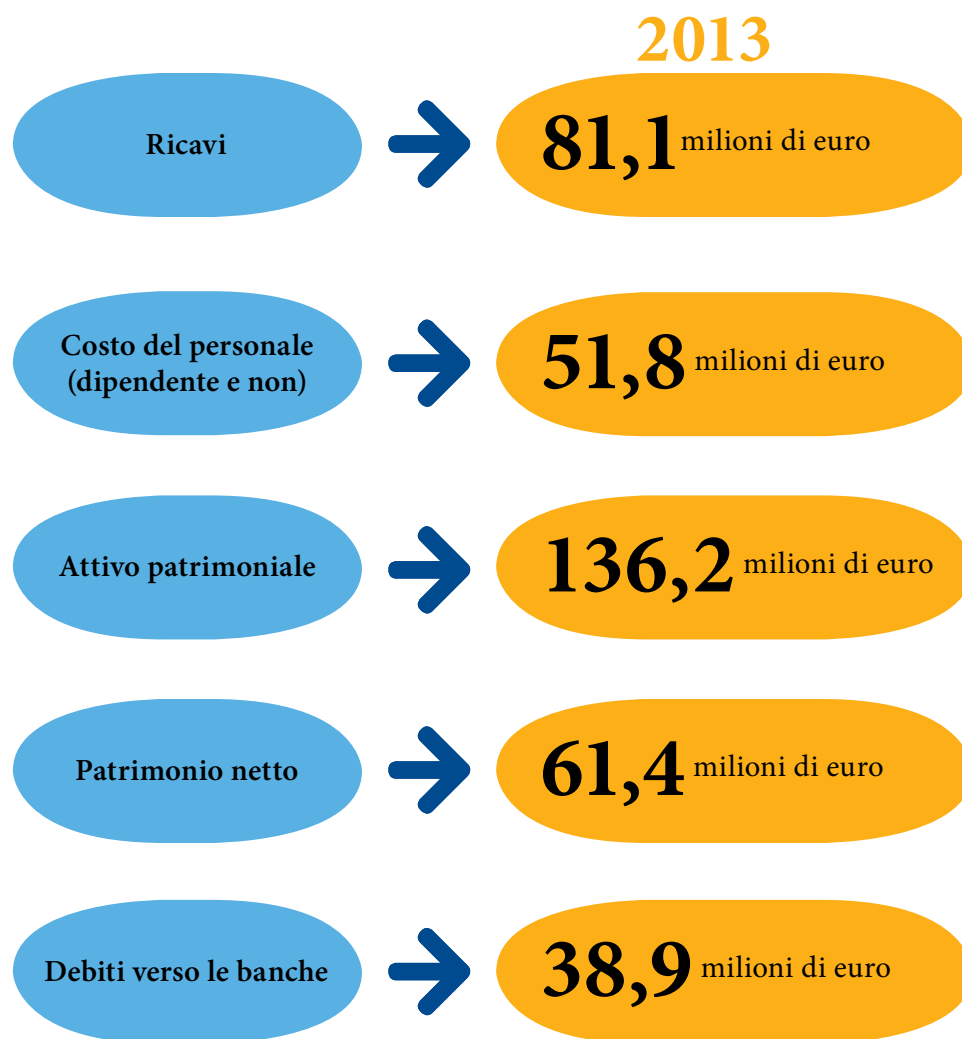 2013
Ricavi
81,1 milioni di euro
Costo del personale
(dipendente e non)
51,8 milioni di euro
Attivo patrimoniale
136,2 milioni di euro
Patrimonio netto
61,4 milioni di euro
Debiti verso le banche
38,9 milioni di euro